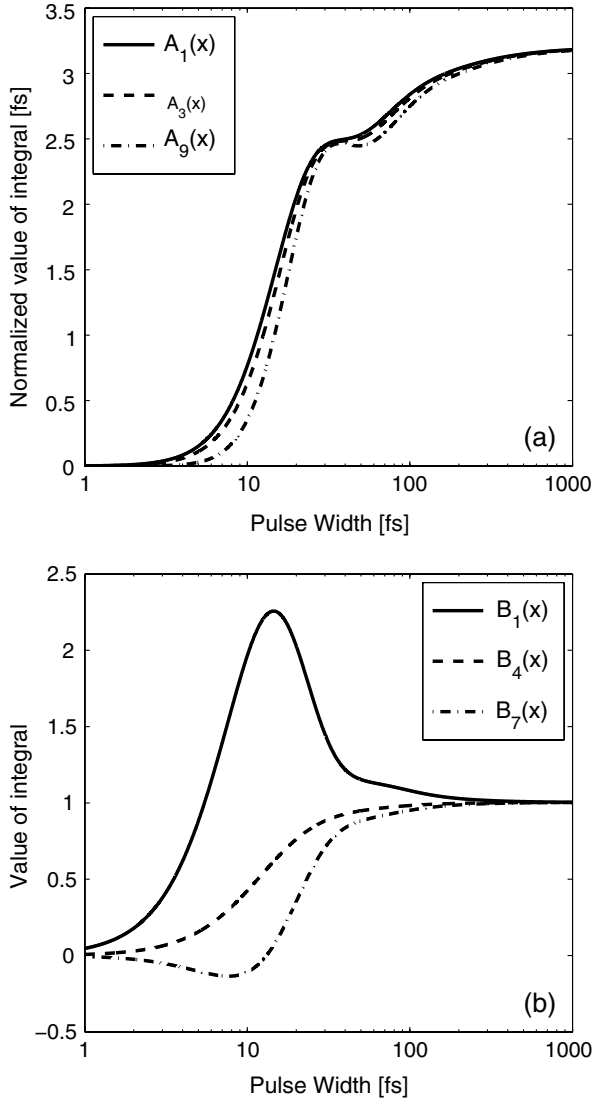 3.5
3
2.5
2
1.5
1
0.5
0
Normalized value of integral [fs]
A1(x)
A3(x)
A9(x)
(a)
1 10 100 1000
Pulse Width [fs]
2.5
2
1.5
1
0.5
0
−0.5
Value of integral
B1(x)
B4(x)
B7(x)
(b)
1 10 100 1000
Pulse Width [fs]